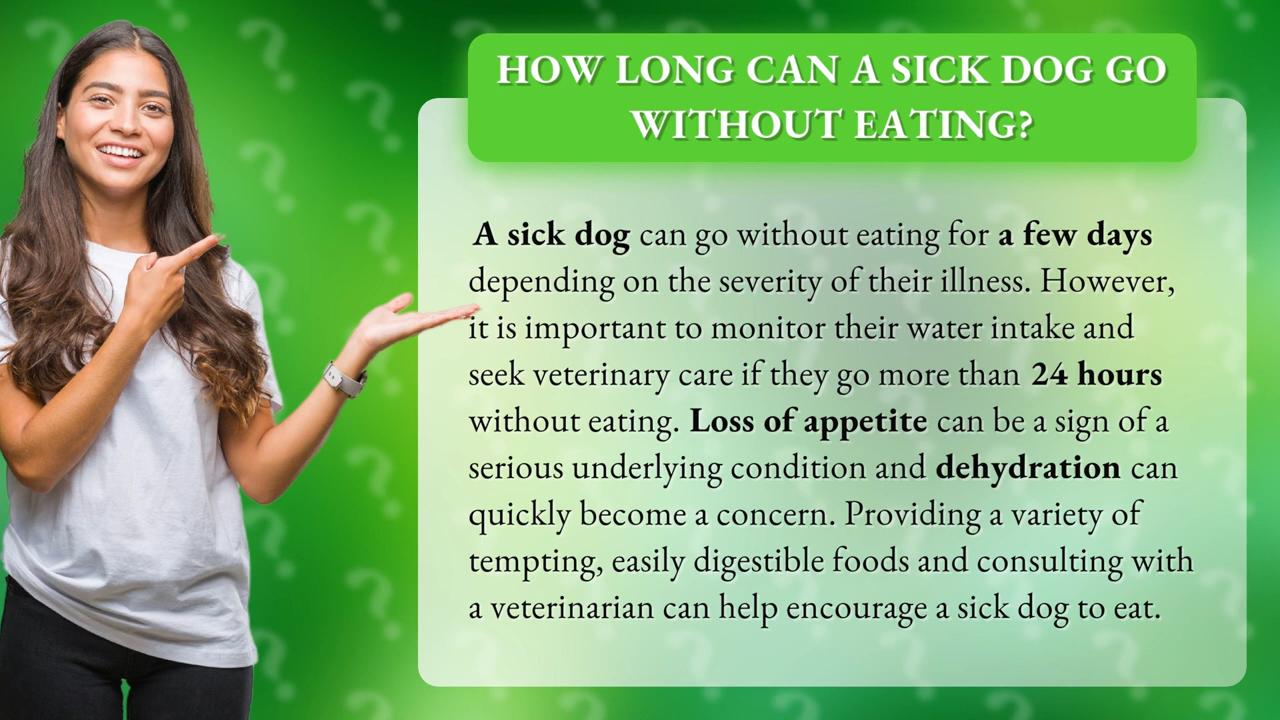 HOW LONG CAN A SICK DOG GO
WITHOUT EATING?
A sick dog can go without eating for a few days
depending on the severity of their illness. However,
it is important to monitor their water intake and
seek veterinary care if they go more than 24 hours
without eating. Loss of appetite can be a sign of a
serious underlying condition and dehydration can
quickly become a concern. Providing a variety of
tempting, easily digestible foods and consulting with
a veterinarian can help encourage a sick dog to eat.